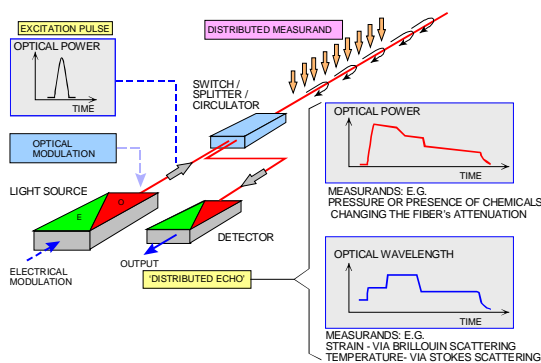 EXCITATION PULSE
OPTICAL POWER
TIME
DISTRIBUTED MEASURAND
SWITCH /
SPLITTER /
CIRCULATOR
OPTICAL
MODULATION
LIGHT SOURCE
E
O
ELECTRICAL
MODULATION
OUTPUT
DETECTOR
'DISTRIBUTED ECHO'
OPTICAL POWER
TIME
MEASURANDS: E.G.
PRESSURE OR PRESENCE OF CHEMICALS
CHANGING THE FIBER'S ATTENUATION
OPTICAL WAVELENGTH
TIME
MEASURANDS: E.G.
STRAIN - VIA BRILLOUIN SCATTERING
TEMPERATURE- VIA STOKES SCATTERING